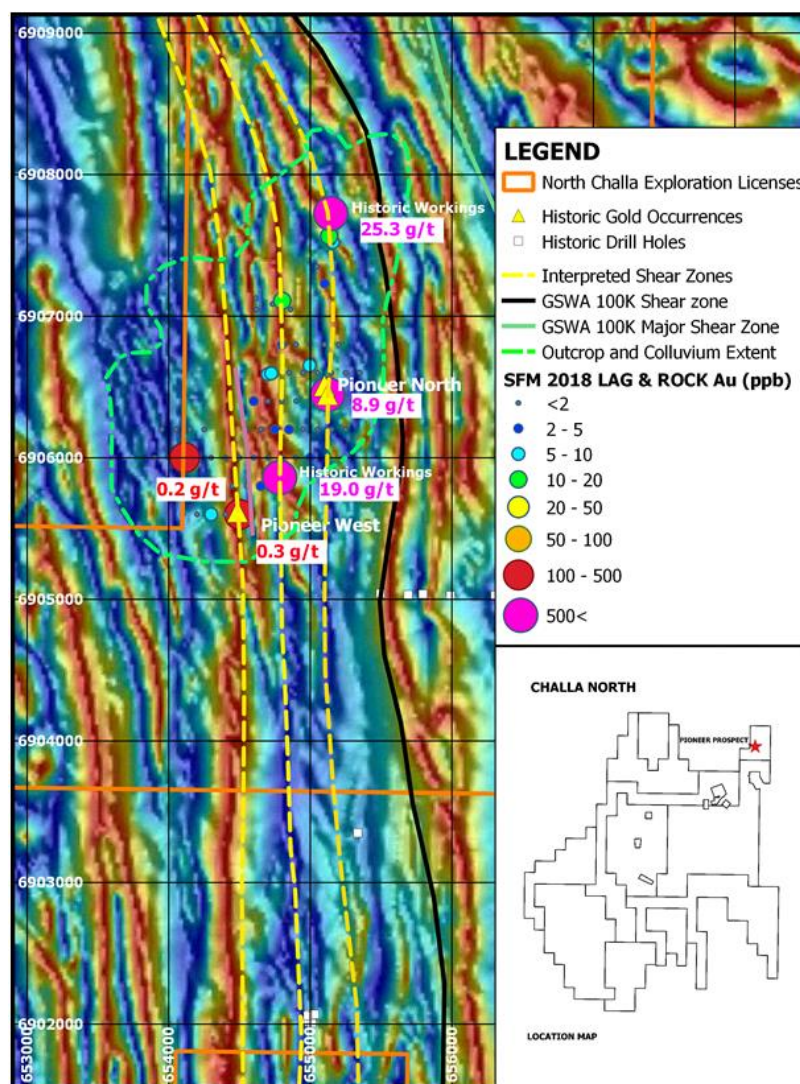 6909000
6908000
6907000
6906000
6905000
6904000
6903000
6902000
653000
654000
655000
656000
Historic Workings
25.3 g/t
Pioneer North
8.9 g/t
Historic Workings
19.0 g/t
0.2 g/t
Pioneer West
0.3 g/t
LEGEND
North Challa Exploration Licenses
Historic Gold Occurrences
Historic Drill Holes
Interpreted Shear Zones
GSWA 100K Shear zone
GSWA 100K Major Shear Zone
Outcrop and Colluvium Extent
SFM 2018 LAG & ROCK Au (ppb)
<2
2 - 5
5 - 10
10 - 20
20 - 50
50 - 100
100 - 500
500<
CHALLA NORTH
PIONEER PROSPECT
LOCATION MAP